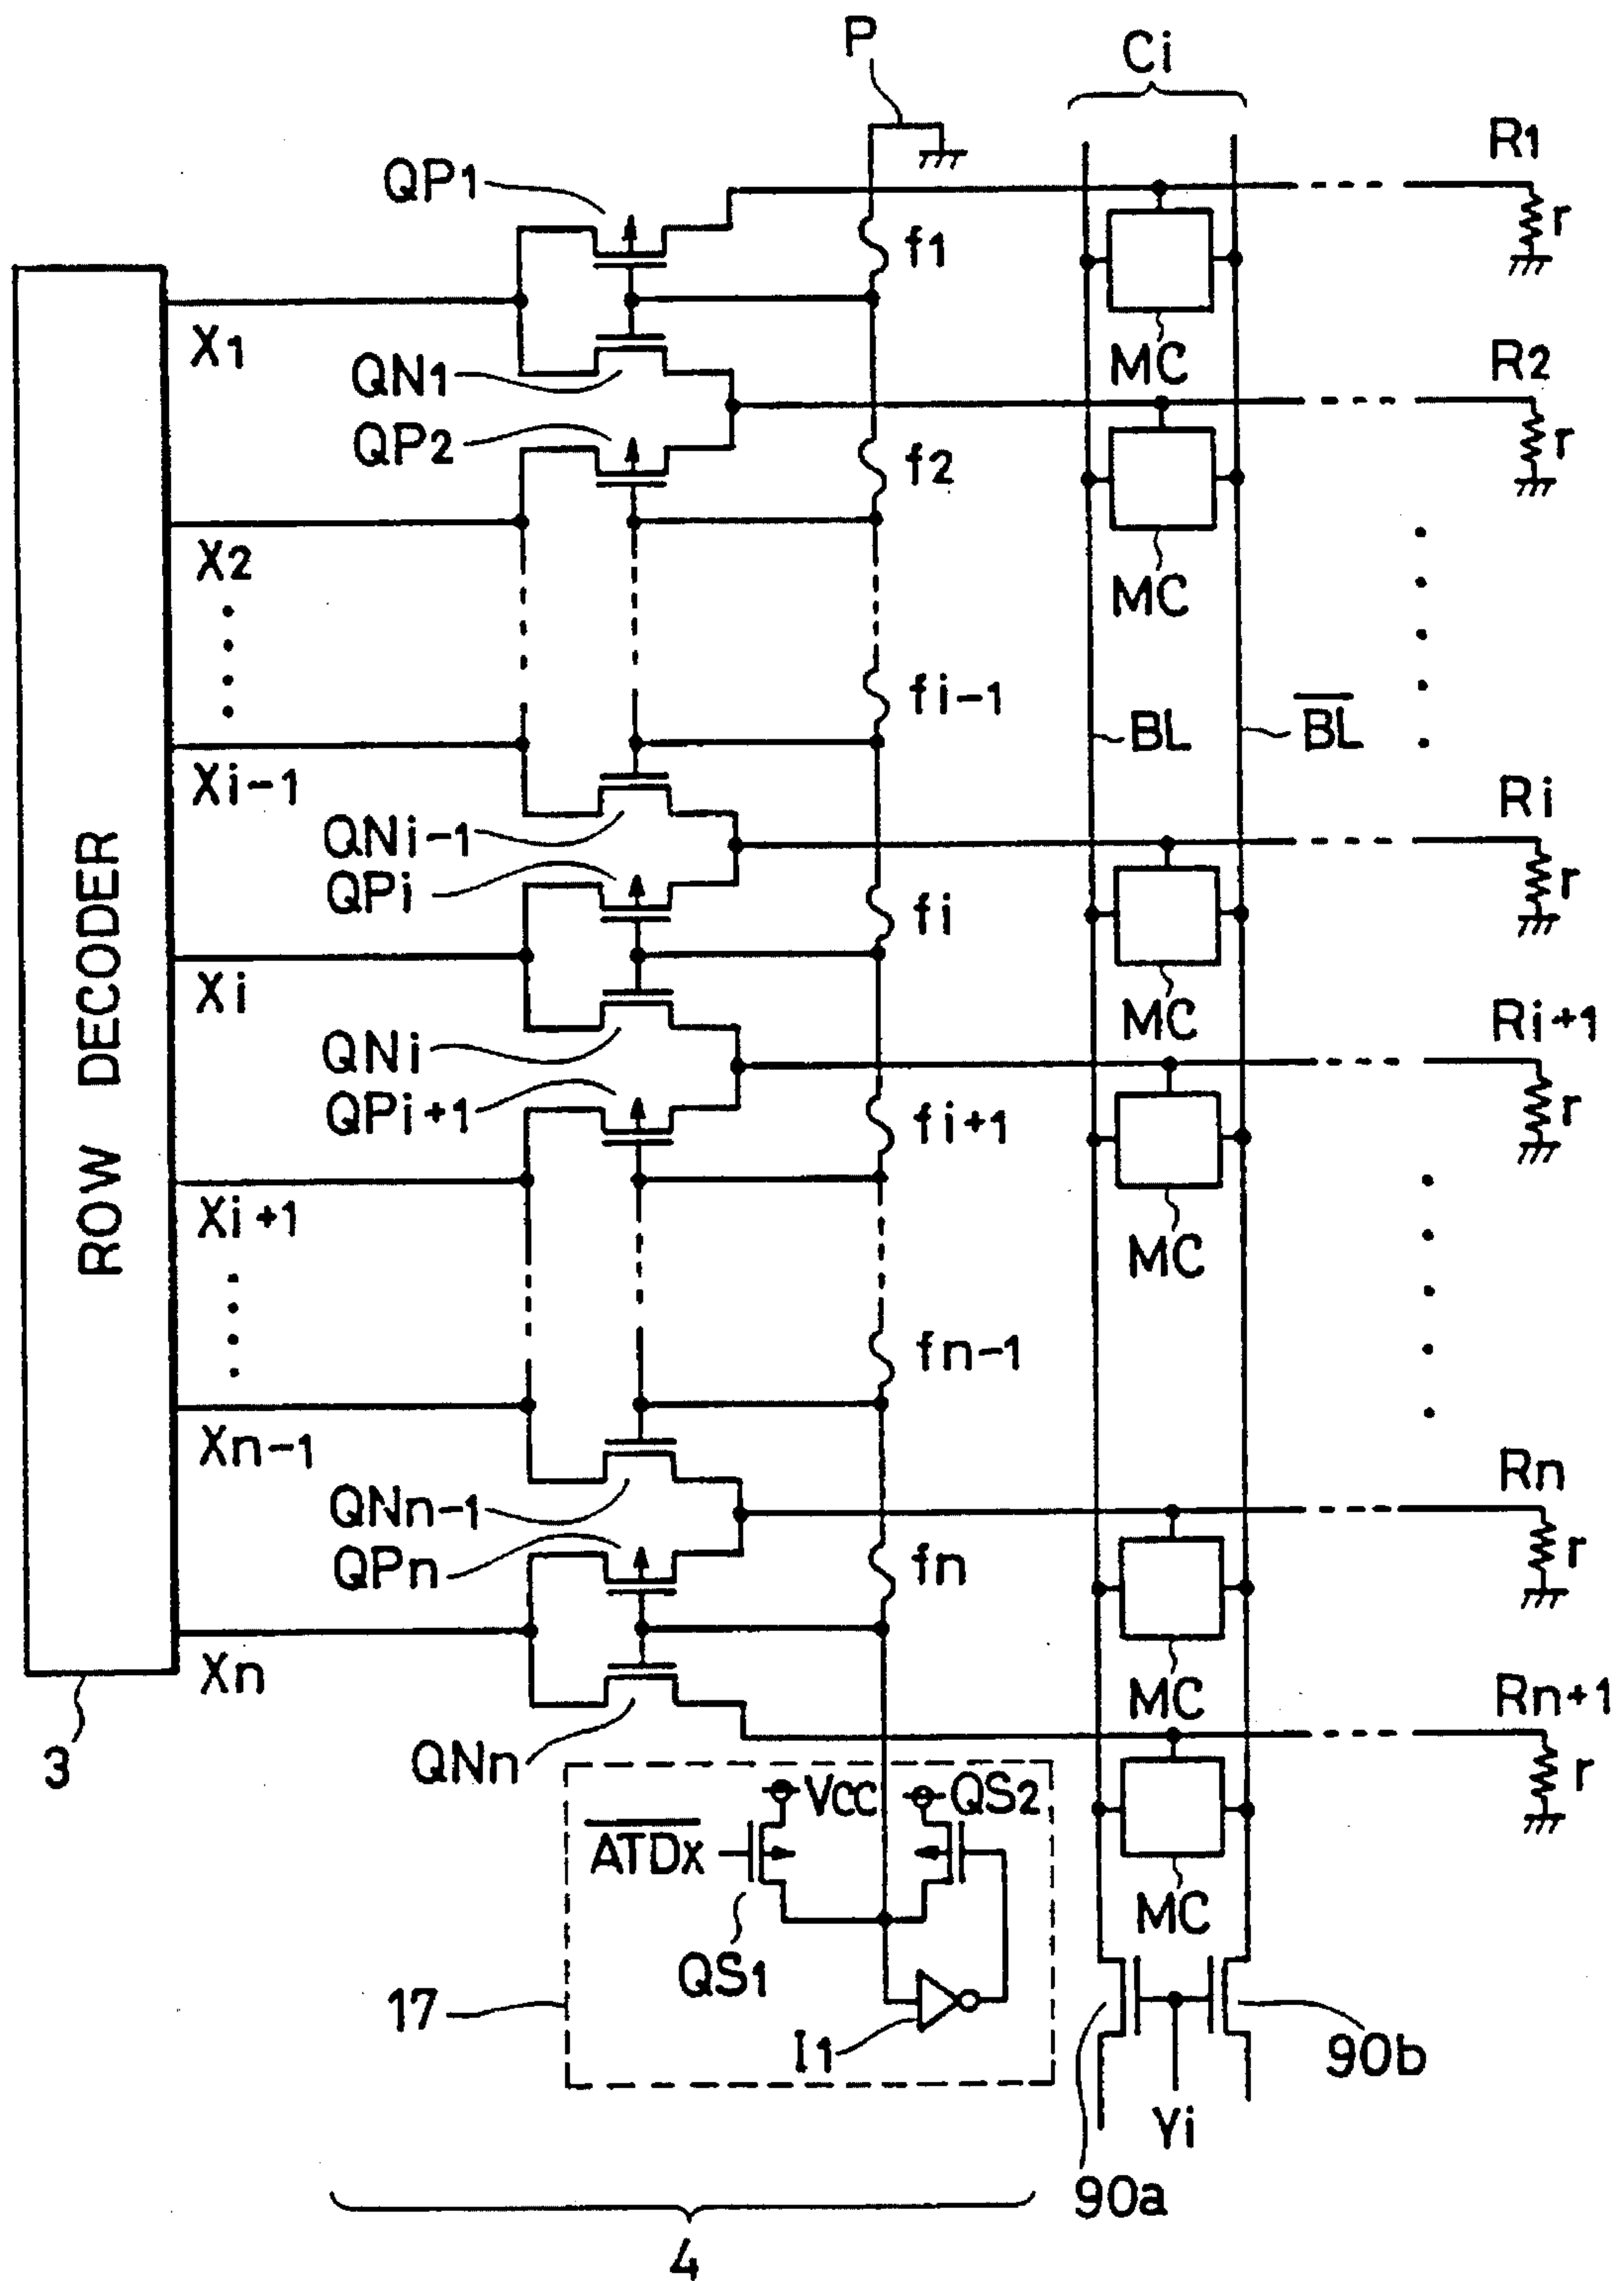 P
Ci
R1
QP1
r
f1
X1
MC
R2
QN1
QP2
r
f2
X2
MC
fi-1
BL
B̅L̅
Xi-1
Ri
QNi-1
QPi
r
fi
Xi
MC
Ri+1
QNi
QPi+1
r
fi+1
ROW DECODER
Xi+1
MC
fn-1
Xn-1
Rn
QNn-1
QPn
r
fn
Xn
MC
Rn+1
3
QNn
r
VCC
QS2
A̅T̅D̅x̅
MC
QS1
17
I1
90b
Yi
90a
4